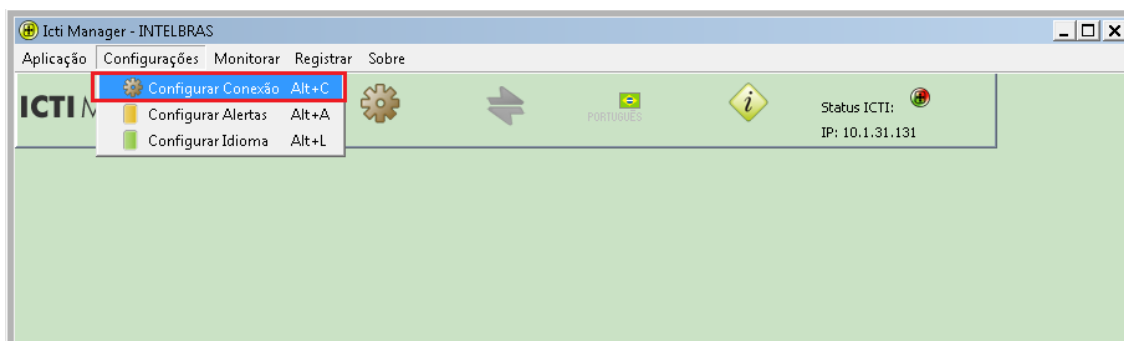 Icti Manager - INTELBRAS
Aplicação Configurações Monitorar Registrar Sobre
Configurar Conexão Alt+C
Configurar Alertas Alt+A
Configurar Idioma Alt+L
ICTI
PORTUGUÊS
Status ICTI:
IP: 10.1.31.131